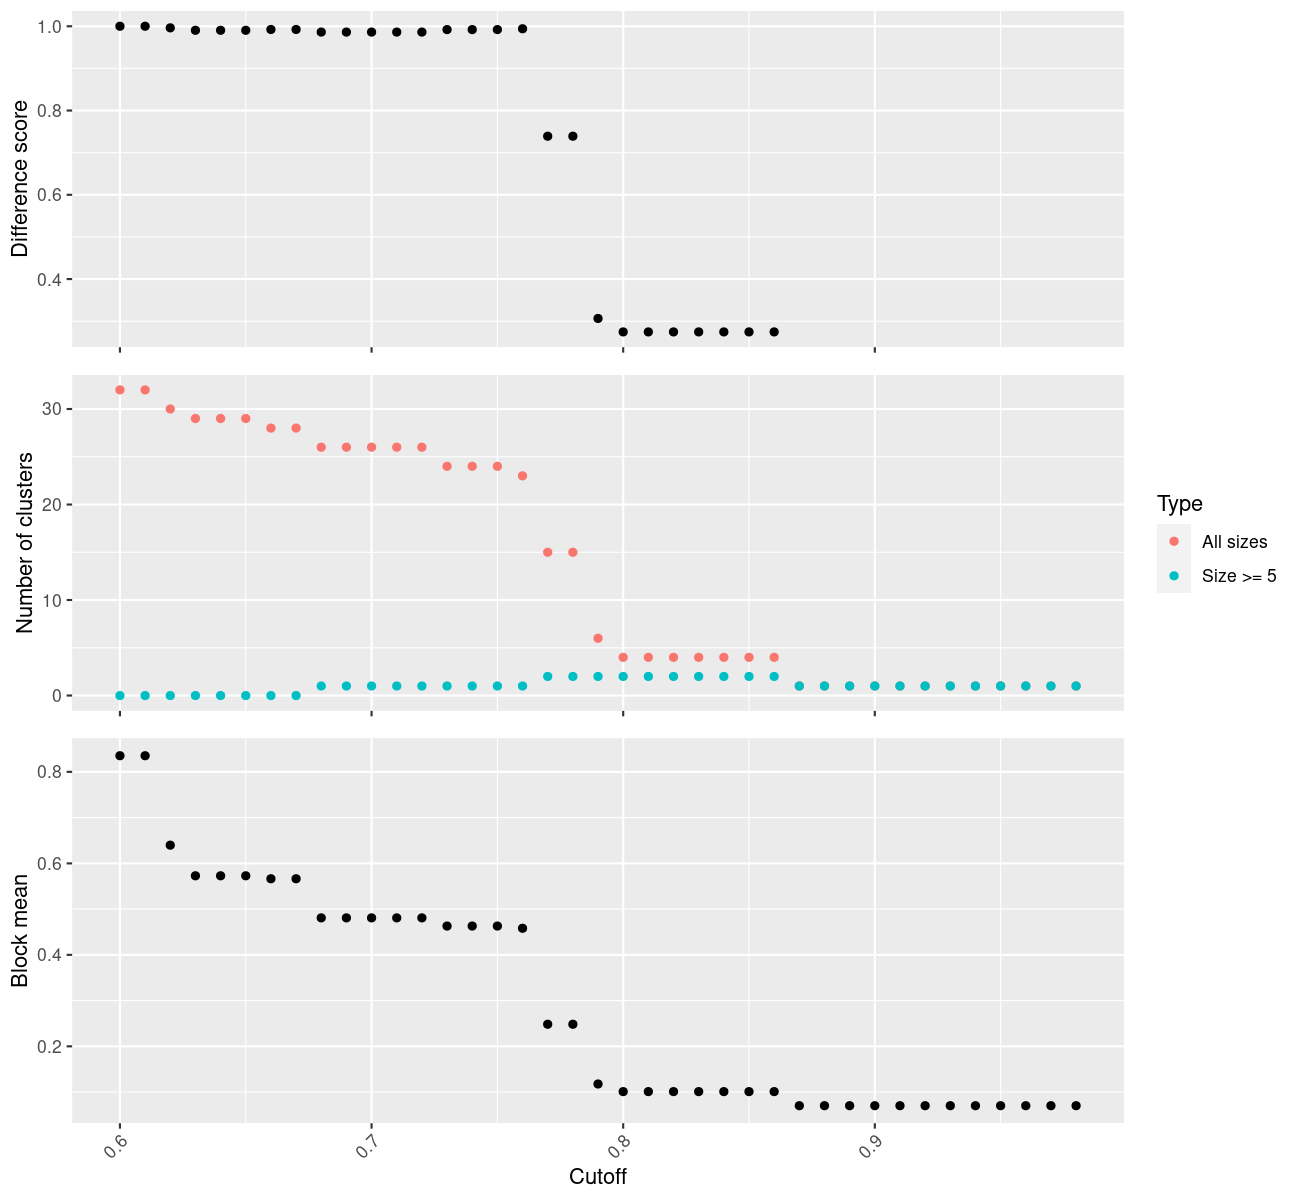 Difference score
1.0
0.8
0.6
0.4
Number of clusters
30
20
10
0
Type
All sizes
Size >= 5
Block mean
0.8
0.6
0.4
0.2
0.6
0.7
0.8
0.9
Cutoff